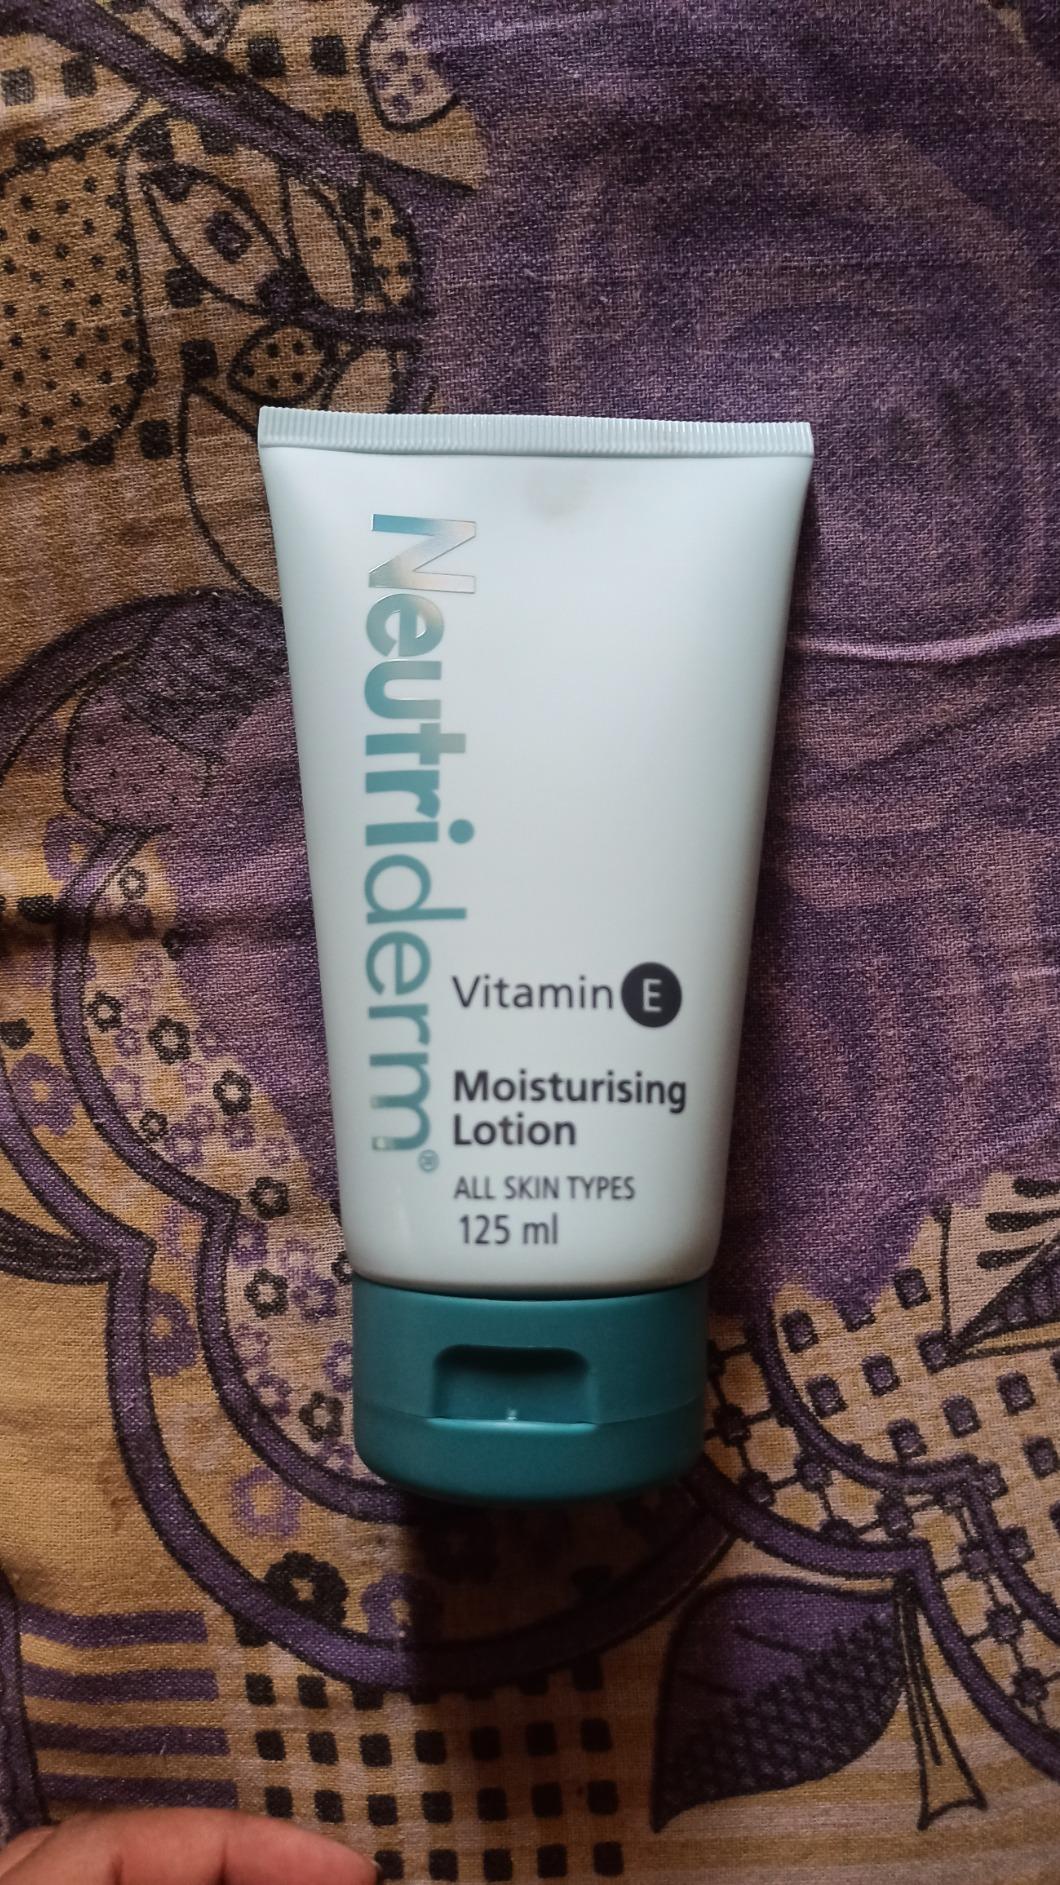 Neutriderm®
Vitamin E
Moisturising
Lotion
ALL SKIN TYPES
125 ml